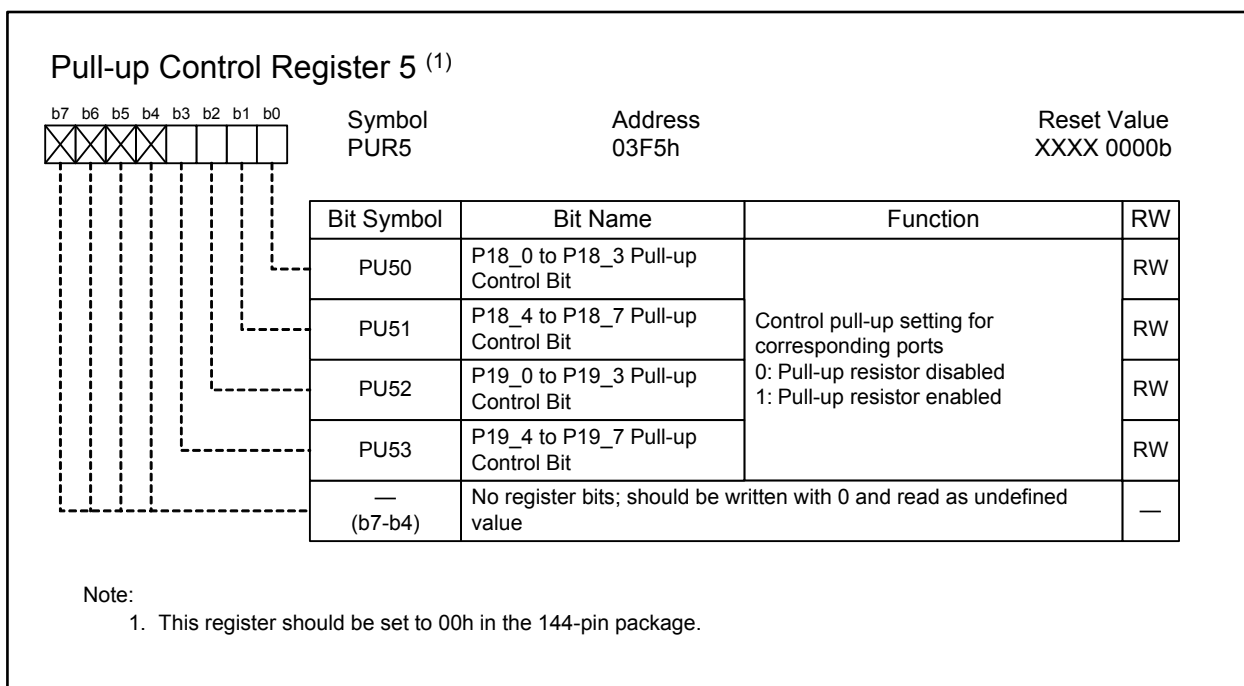 Pull-up Control Register 5 (1)
b7 b6 b5 b4 b3 b2 b1 b0
Symbol Address Reset Value
PUR5 03F5h XXXX 0000b
Bit Symbol Bit Name Function RW
PU50 P18_0 to P18_3 Pull-up
Control Bit RW
PU51 P18_4 to P18_7 Pull-up
Control Bit RW
PU52 P19_0 to P19_3 Pull-up
Control Bit RW
PU53 P19_4 to P19_7 Pull-up
Control Bit RW
Control pull-up setting for
corresponding ports
0: Pull-up resistor disabled
1: Pull-up resistor enabled
—
(b7-b4) No register bits; should be written with 0 and read as undefined
value —
Note:
1. This register should be set to 00h in the 144-pin package.